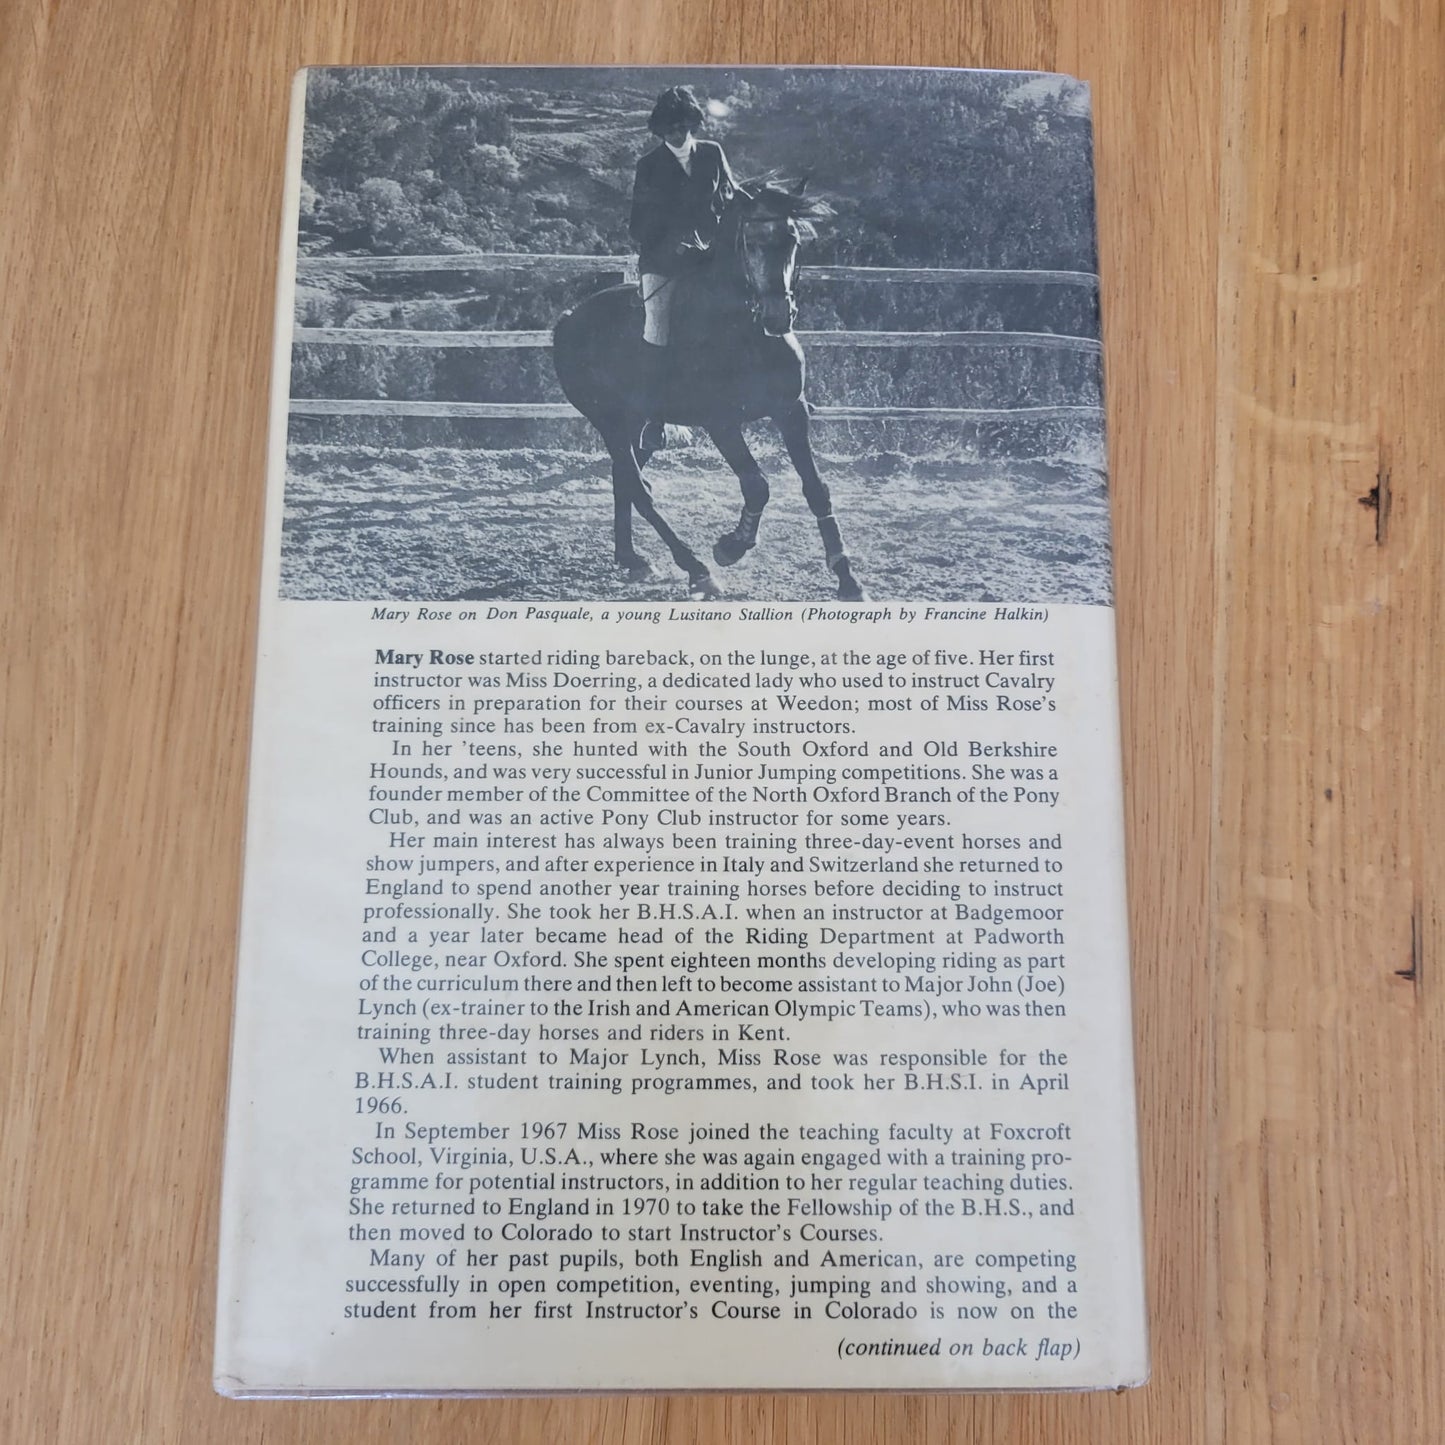 Mary Rose on Don Pasquale, a young Lusitano Stallion (Photograph by Francine Halkin)
Mary Rose started riding bareback, on the lunge, at the age of five. Her first
instructor was Miss Doerring, a dedicated lady who used to instruct Cavalry
officers in preparation for their courses at Weedon; most of Miss Rose's
training since has been from ex-Cavalry instructors.
In her 'teens, she hunted with the South Oxford and Old Berkshire
Hounds, and was very successful in Junior Jumping competitions. She was a
founder member of the Committee of the North Oxford Branch of the Pony
Club, and was an active Pony Club instructor for some years.
Her main interest has always been training three-day-event horses and
show jumpers, and after experience in Italy and Switzerland she returned to
England to spend another year training horses before deciding to instruct
professionally. She took her B.H.S.A.I. when an instructor at Badgemoor
and a year later became head of the Riding Department at Padworth
College, near Oxford. She spent eighteen months developing riding as part
of the curriculum there and then left to become assistant to Major John (Joe)
Lynch (ex-trainer to the Irish and American Olympic Teams), who was then
training three-day horses and riders in Kent.
When assistant to Major Lynch, Miss Rose was responsible for the
B.H.S.A.I. student training programmes, and took her B.H.S.I. in April
1966.
In September 1967 Miss Rose joined the teaching faculty at Foxcroft
School, Virginia, U.S.A., where she was again engaged with a training pro-
gramme for potential instructors, in addition to her regular teaching duties.
She returned to England in 1970 to take the Fellowship of the B.H.S., and
then moved to Colorado to start Instructor's Courses.
Many of her past pupils, both English and American, are competing
successfully in open competition, eventing, jumping and showing, and a
student from her first Instructor's Course in Colorado is now on the
(continued on back flap)